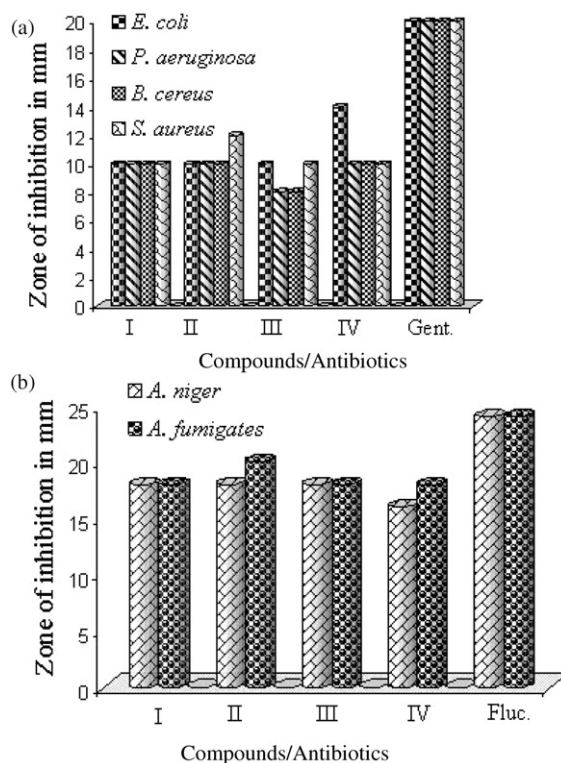 (a)
E. coli
P. aeruginosa
B. cereus
S. aureus
Zone of inhibition in mm
20
18
16
14
12
10
8
6
4
2
0
I II III IV Gent.
Compounds/Antibiotics
(b)
A. niger
A. fumigates
Zone of inhibition in mm
25
20
15
10
5
0
I II III IV Fluc.
Compounds/Antibiotics